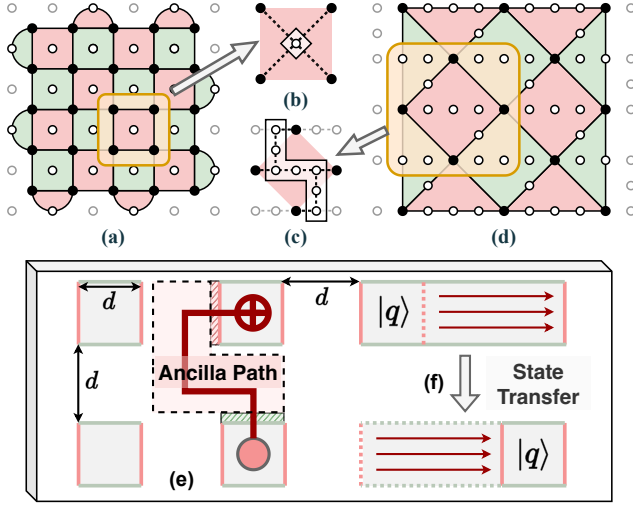 (b)
(a)
(c)
(d)
d
d
|q⟩
d
Ancilla Path
(f)
State
Transfer
(e)
|q⟩